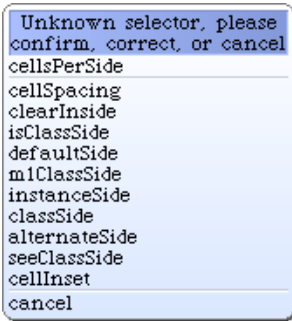 Unknown selector, please
confirm, correct, or cancel
cellsPerSide
cellSpacing
clearInside
isClassSide
defaultSide
m1ClassSide
instanceSide
classSide
alternateSide
seeClassSide
cellInset
cancel